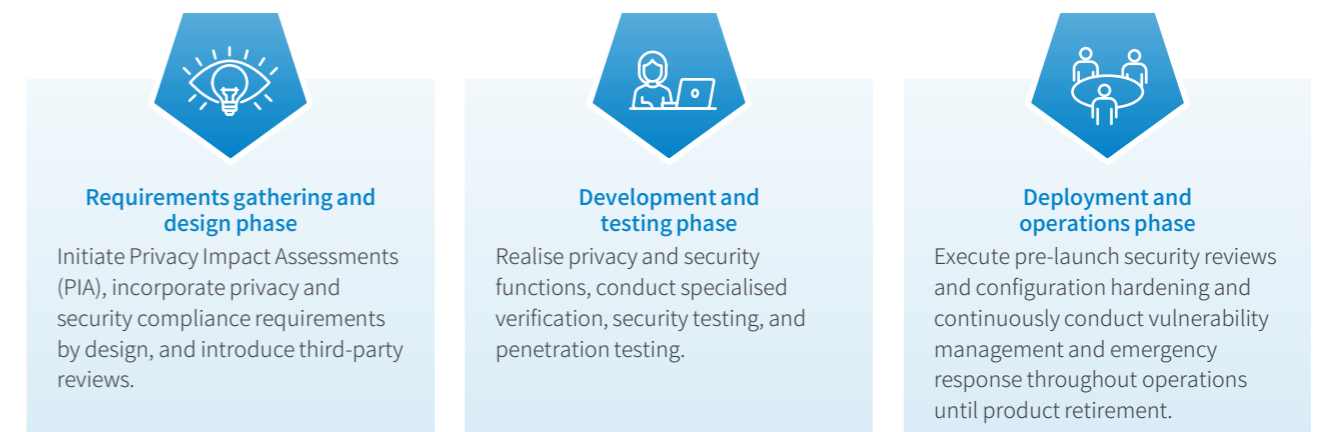 Requirements gathering and
design phase
Initiate Privacy Impact Assessments
(PIA), incorporate privacy and
security compliance requirements
by design, and introduce third-party
reviews.
Development and
testing phase
Realise privacy and security
functions, conduct specialised
verification, security testing, and
penetration testing.
Deployment and
operations phase
Execute pre-launch security reviews
and configuration hardening and
continuously conduct vulnerability
management and emergency
response throughout operations
until product retirement.